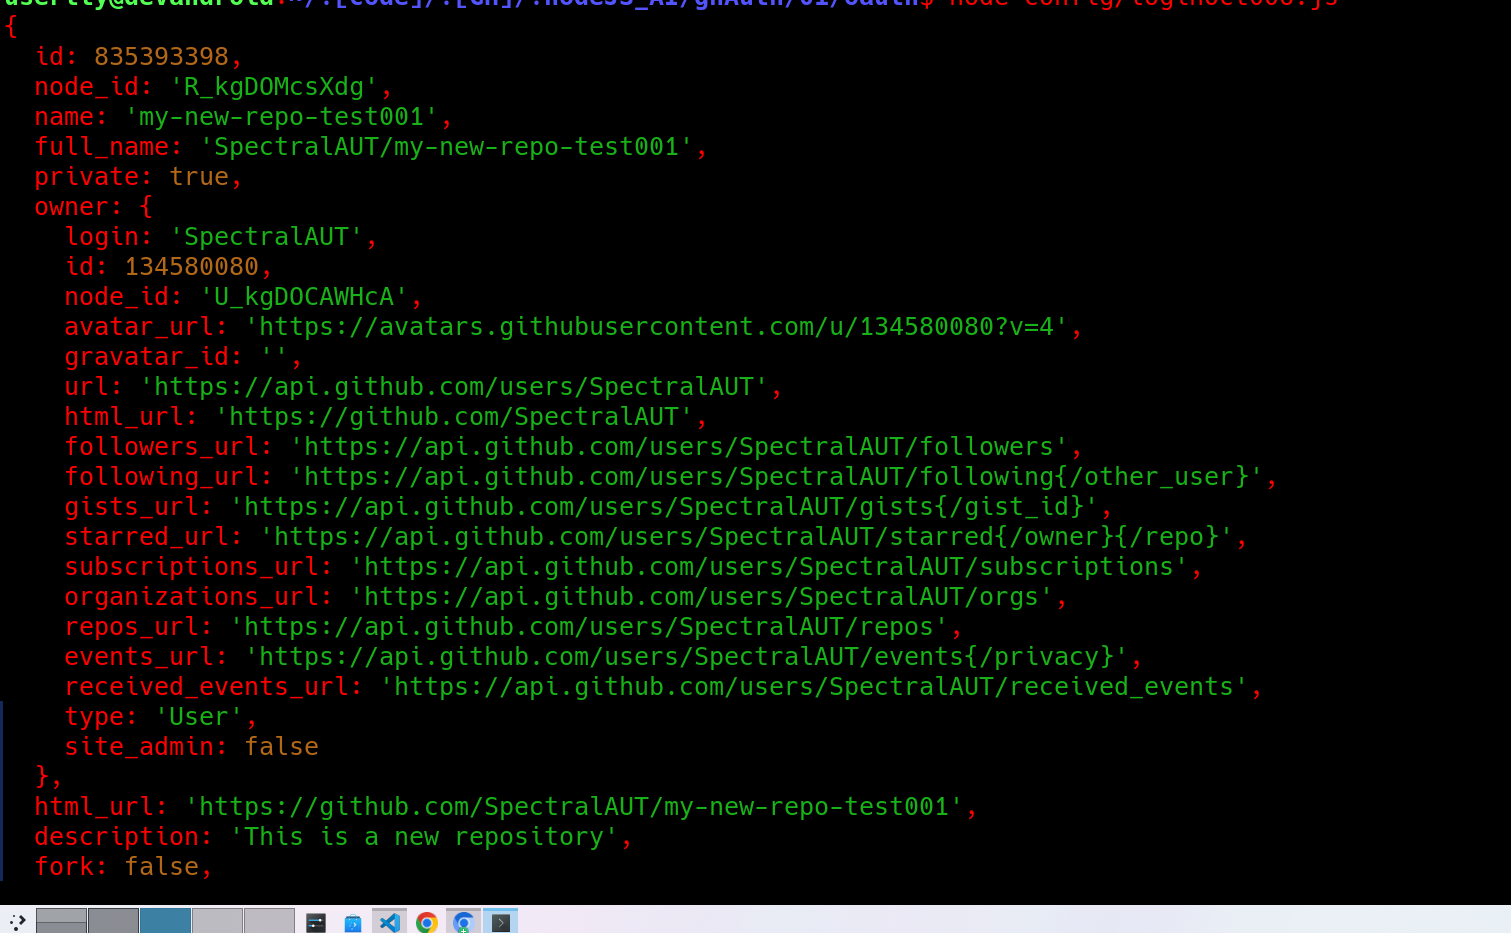 {
  id: 835393398,
  node_id: 'R_kgDOMcsXdg',
  name: 'my-new-repo-test001',
  full_name: 'SpectralAUT/my-new-repo-test001',
  private: true,
  owner: {
    login: 'SpectralAUT',
    id: 134580080,
    node_id: 'U_kgDOCAWHcA',
    avatar_url: 'https://avatars.githubusercontent.com/u/134580080?v=4',
    gravatar_id: '',
    url: 'https://api.github.com/users/SpectralAUT',
    html_url: 'https://github.com/SpectralAUT',
    followers_url: 'https://api.github.com/users/SpectralAUT/followers',
    following_url: 'https://api.github.com/users/SpectralAUT/following{/other_user}',
    gists_url: 'https://api.github.com/users/SpectralAUT/gists{/gist_id}',
    starred_url: 'https://api.github.com/users/SpectralAUT/starred{/owner}{/repo}',
    subscriptions_url: 'https://api.github.com/users/SpectralAUT/subscriptions',
    organizations_url: 'https://api.github.com/users/SpectralAUT/orgs',
    repos_url: 'https://api.github.com/users/SpectralAUT/repos',
    events_url: 'https://api.github.com/users/SpectralAUT/events{/privacy}',
    received_events_url: 'https://api.github.com/users/SpectralAUT/received_events',
    type: 'User',
    site_admin: false
  },
  html_url: 'https://github.com/SpectralAUT/my-new-repo-test001',
  description: 'This is a new repository',
  fork: false,